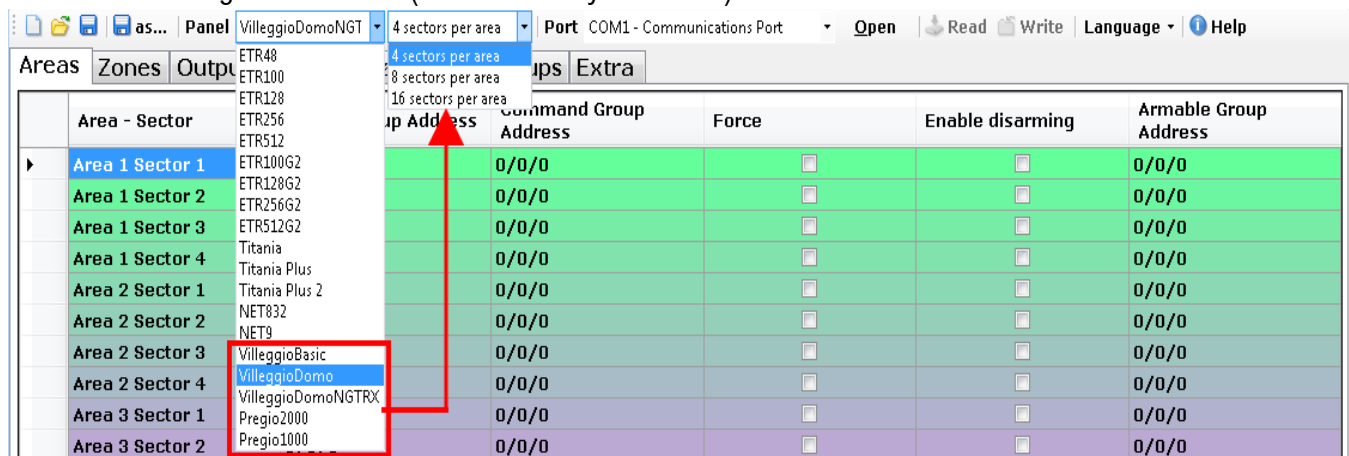 as... Panel VilleggioDomoNGT 4 sectors per area Port COM1 - Communications Port Open Read Write Language Help
Areas Zones Outpu ups Extra
ETR48
ETR100
ETR128
ETR256
ETR512
ETR100G2
ETR128G2
ETR256G2
ETR512G2
Titania
Titania Plus
Titania Plus 2
NET832
NET9
VilleggioBasic
VilleggioDomo
VilleggioDomoNGTRX
Pregio2000
Pregio1000
4 sectors per area
8 sectors per area
16 sectors per area
Area - Sector up Address Command Group Address Force Enable disarming Armable Group Address
Area 1 Sector 1 0/0/0 0/0/0
Area 1 Sector 2 0/0/0 0/0/0
Area 1 Sector 3 0/0/0 0/0/0
Area 1 Sector 4 0/0/0 0/0/0
Area 2 Sector 1 0/0/0 0/0/0
Area 2 Sector 2 0/0/0 0/0/0
Area 2 Sector 3 0/0/0 0/0/0
Area 2 Sector 4 0/0/0 0/0/0
Area 3 Sector 1 0/0/0 0/0/0
Area 3 Sector 2 0/0/0 0/0/0